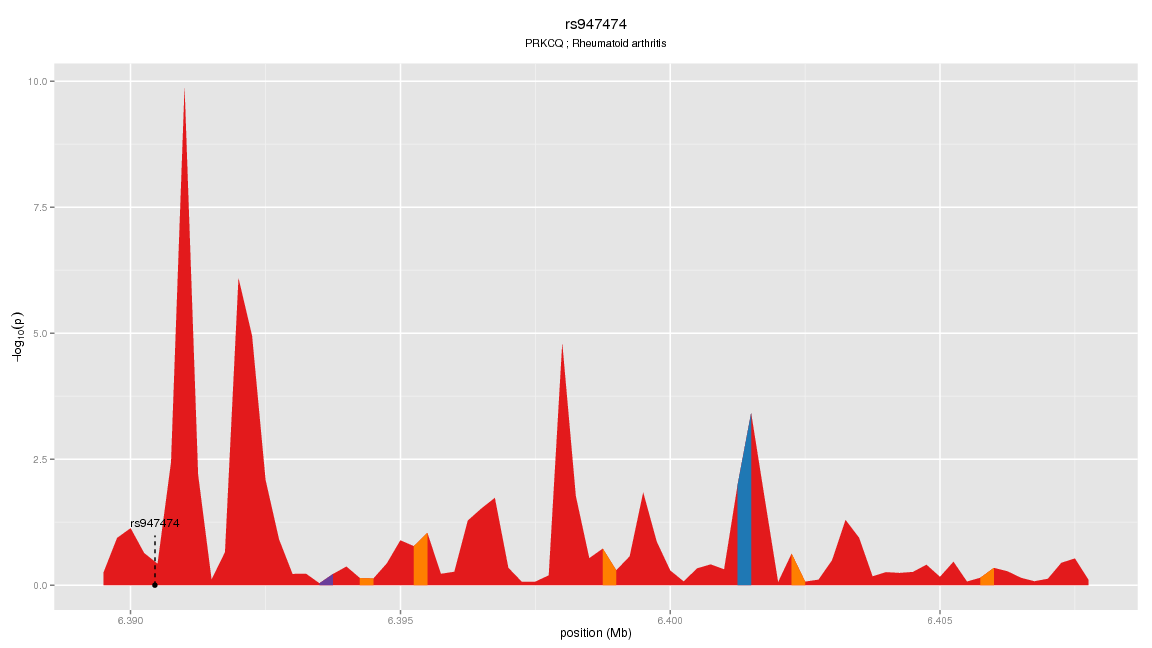 rs947474
PRKCQ ; Rheumatoid arthritis
10.0
7.5
5.0
2.5
0.0
−log10(p)
rs947474
6.390
6.395
6.400
6.405
position (Mb)